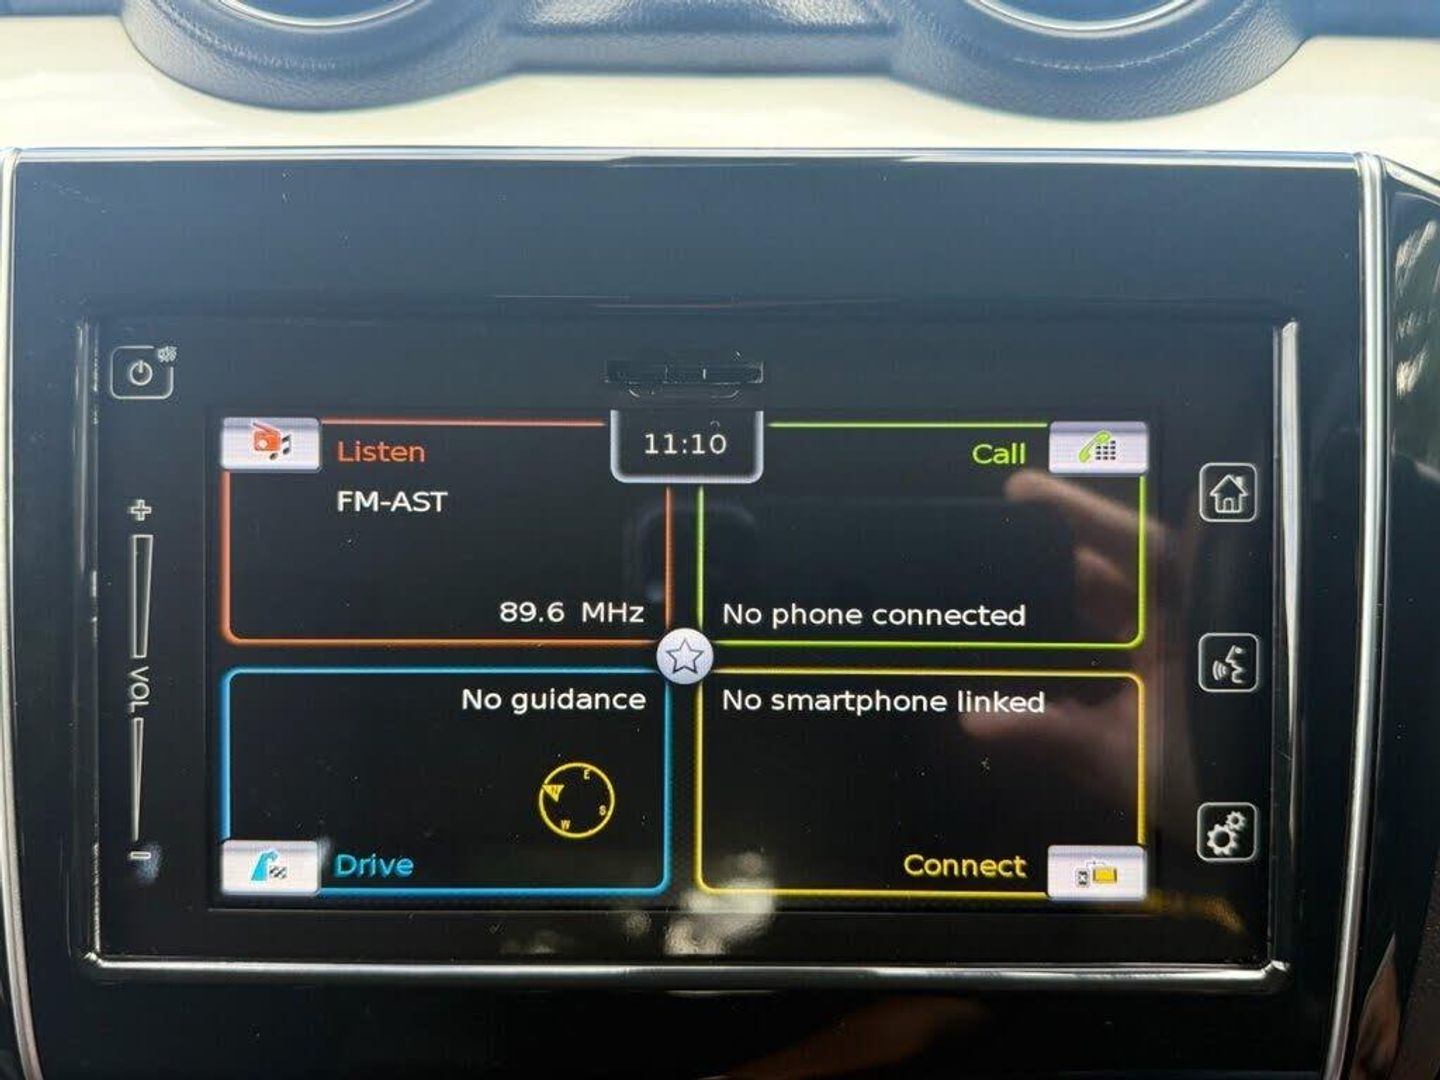 11:10
Listen
FM-AST
89.6 MHz
Call
No phone connected
No guidance
N
E
S
W
Drive
No smartphone linked
Connect
+
VOL
-